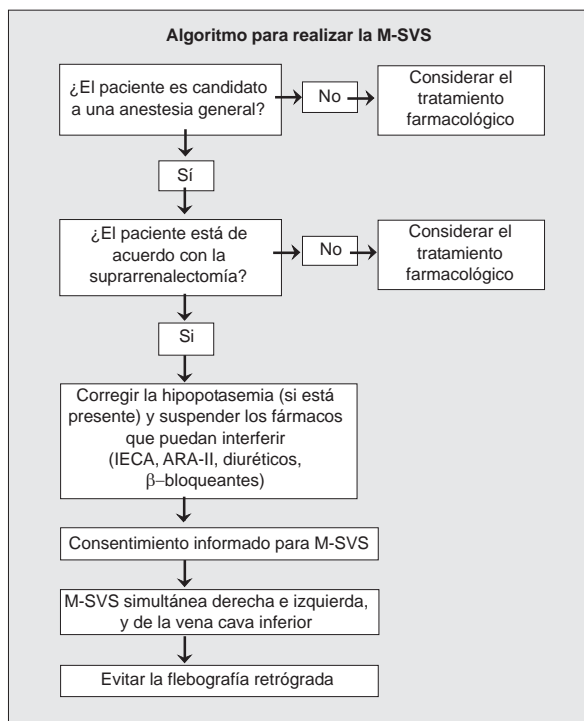 Algoritmo para realizar la M-SVS
¿El paciente es candidato
a una anestesia general?
No
Considerar el
tratamiento
farmacológico
Sí
¿El paciente está de
acuerdo con la
suprarrenalectomía?
No
Considerar el
tratamiento
farmacológico
Si
Corregir la hipopotasemia (si está
presente) y suspender los fármacos
que puedan interferir
(IECA, ARA-II, diuréticos,
β–bloqueantes)
Consentimiento informado para M-SVS
M-SVS simultánea derecha e izquierda,
y de la vena cava inferior
Evitar la flebografía retrógrada